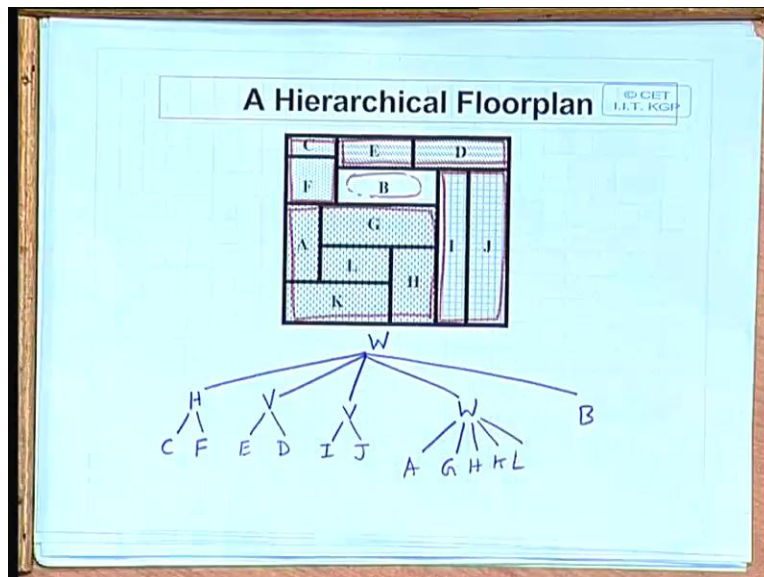 A Hierarchical Floorplan
© CET
I.I.T. KGP
C E D
F B
A G I J
L H
K
W
H V V W B
C F E D I J A G H K L